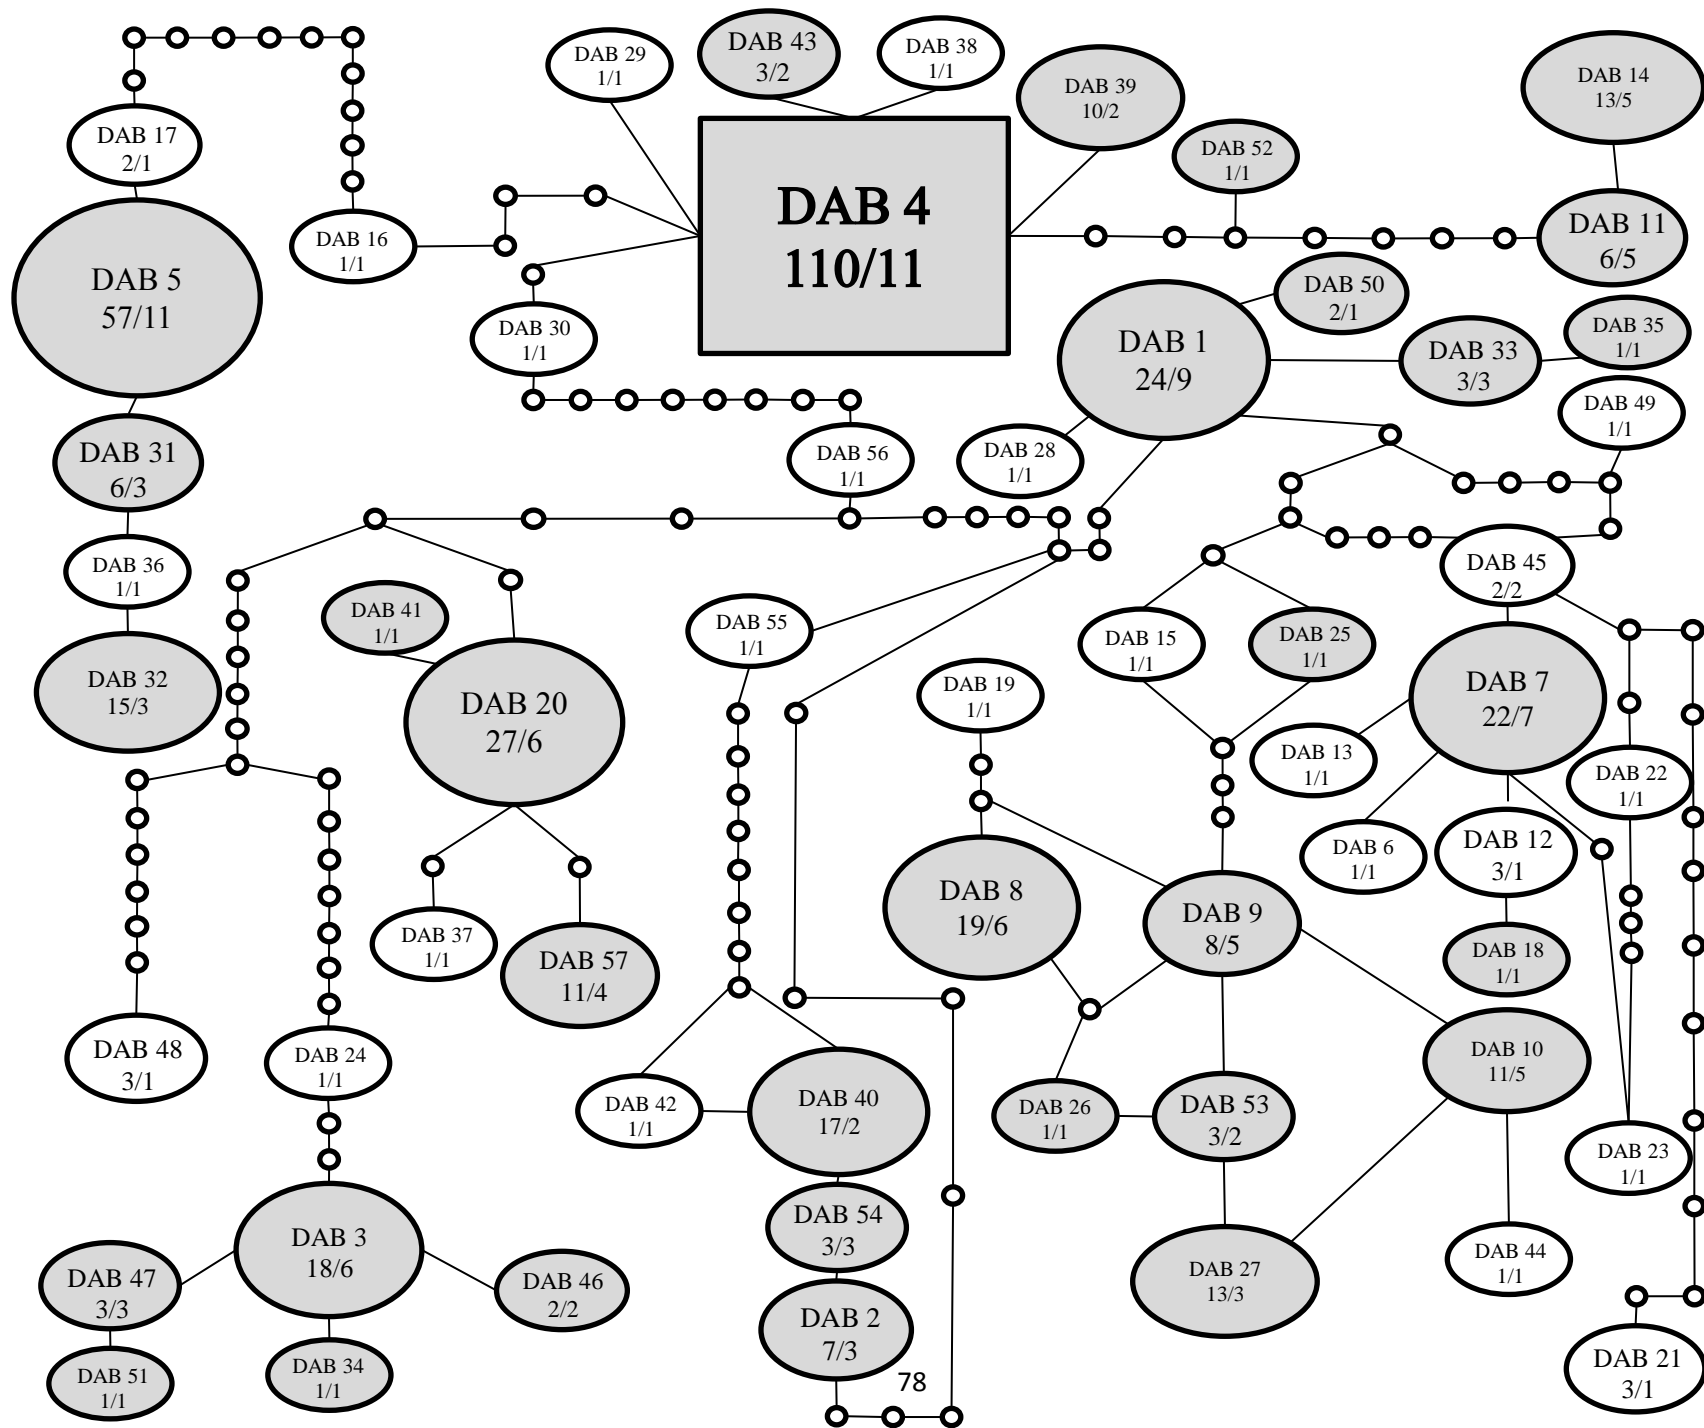 DAB 29
1/1
DAB 43
3/2
DAB 38
1/1
DAB 39
10/2
DAB 14
13/5
DAB 17
2/1
DAB 52
1/1
DAB 4
110/11
DAB 16
1/1
DAB 11
6/5
DAB 5
57/11
DAB 50
2/1
DAB 30
1/1
DAB 1
24/9
DAB 33
3/3
DAB 35
1/1
DAB 49
1/1
DAB 31
6/3
DAB 56
1/1
DAB 28
1/1
DAB 36
1/1
DAB 45
2/2
DAB 41
1/1
DAB 55
1/1
DAB 15
1/1
DAB 25
1/1
DAB 32
15/3
DAB 20
27/6
DAB 19
1/1
DAB 7
22/7
DAB 13
1/1
DAB 22
1/1
DAB 6
1/1
DAB 12
3/1
DAB 8
19/6
DAB 9
8/5
DAB 37
1/1
DAB 57
11/4
DAB 18
1/1
DAB 48
3/1
DAB 24
1/1
DAB 10
11/5
DAB 42
1/1
DAB 40
17/2
DAB 26
1/1
DAB 53
3/2
DAB 23
1/1
DAB 54
3/3
DAB 3
18/6
DAB 47
3/3
DAB 46
2/2
DAB 27
13/3
DAB 44
1/1
DAB 2
7/3
DAB 51
1/1
DAB 34
1/1
DAB 21
3/1
78